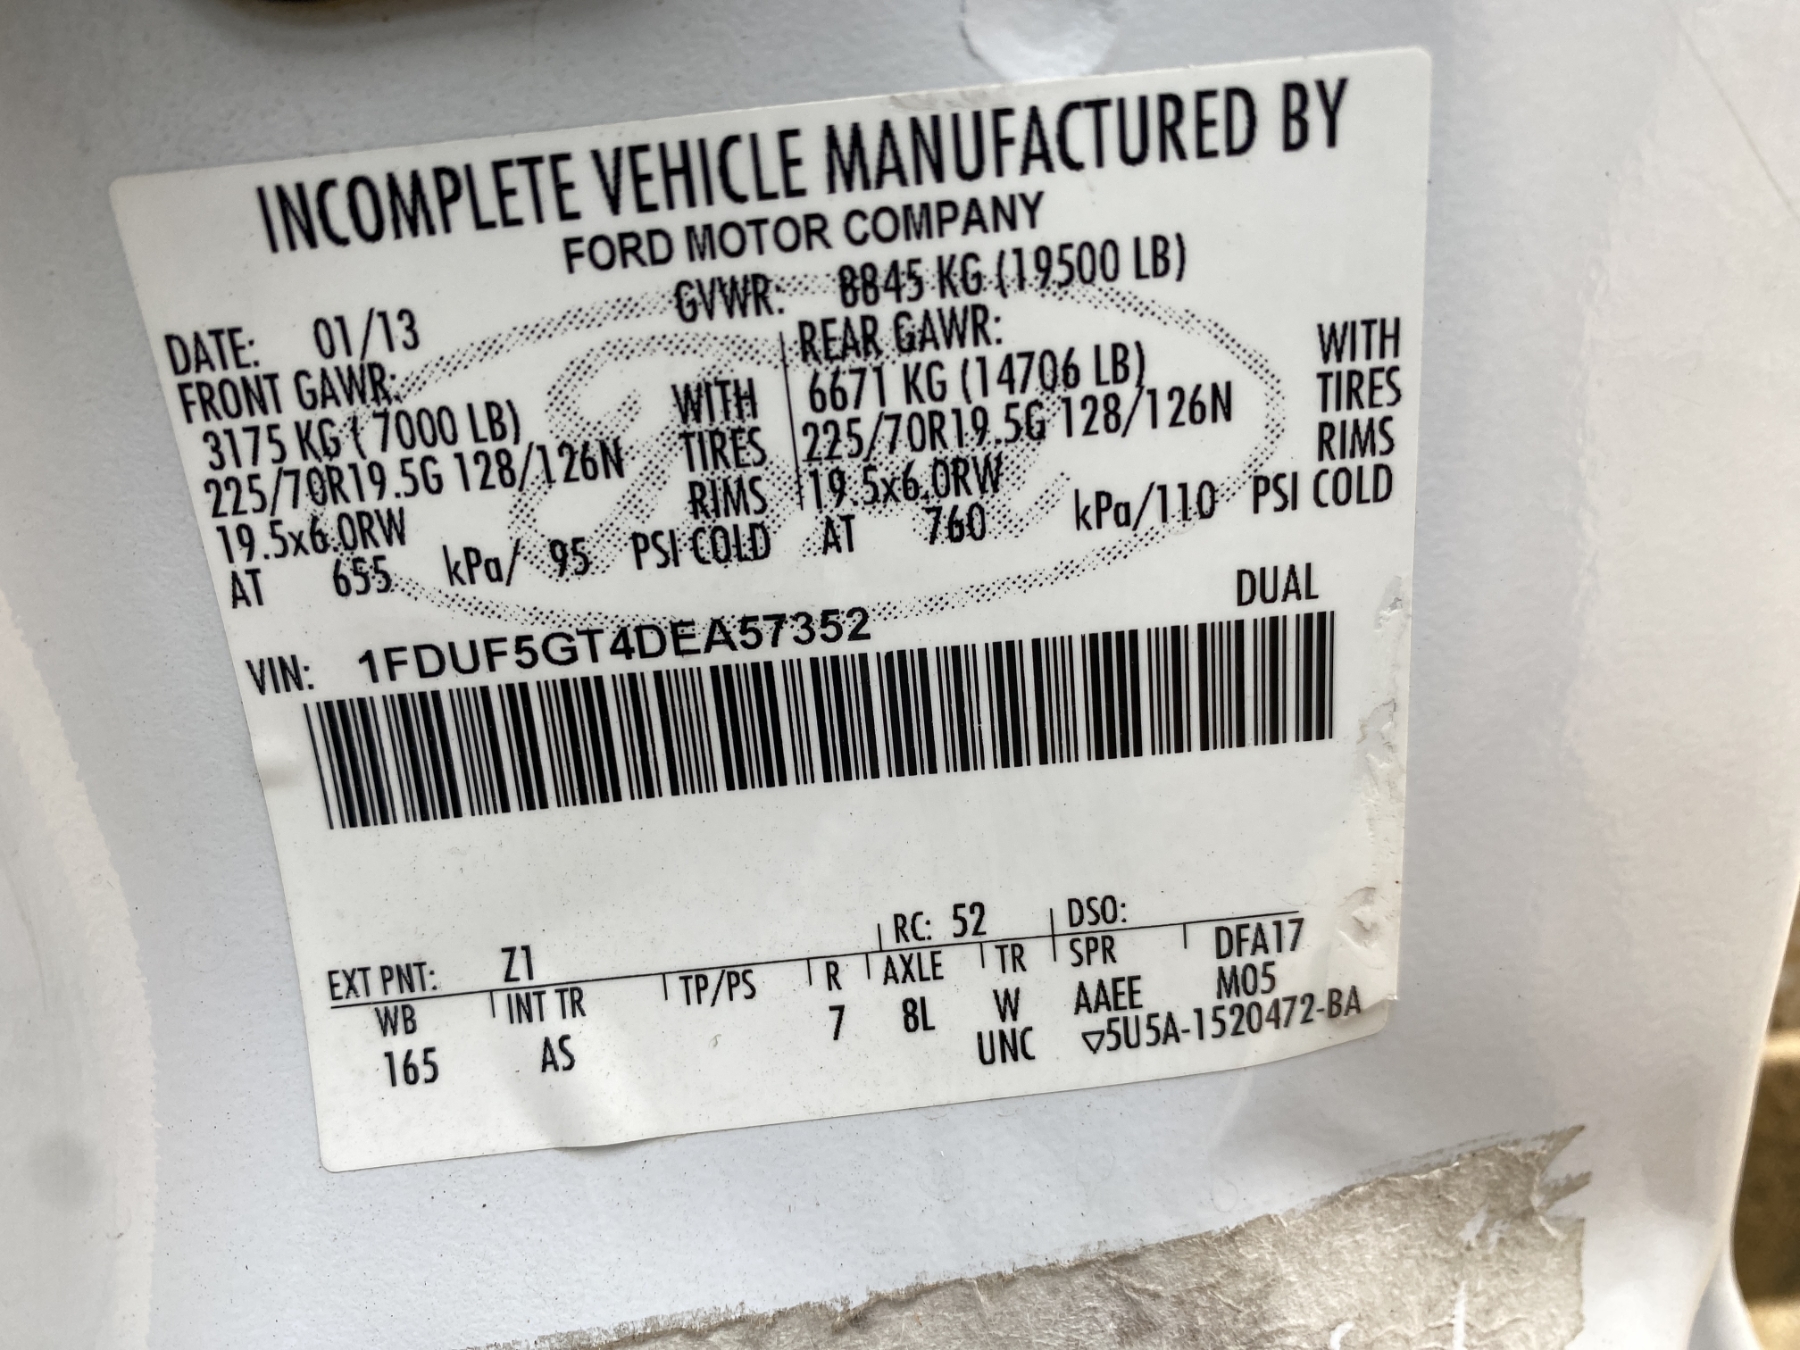 INCOMPLETE VEHICLE MANUFACTURED BY
FORD MOTOR COMPANY
DATE: 01/13 GVWR: 8845 KG (19500 LB)
FRONT GAWR: REAR GAWR:
3175 KG ( 7000 LB) WITH 6671 KG (14706 LB) WITH
225/70R19.5G 128/126N TIRES 225/70R19.5G 128/126N TIRES
19.5x6.0RW RIMS 19.5x6.0RW RIMS
AT 655 kPa/ 95 PSI COLD AT 760 kPa/110 PSI COLD
VIN: 1FDUF5GT4DEA57352 DUAL
EXT PNT: Z1 RC: 52 DSO:
WB INT TR TP/PS R AXLE TR SPR DFA17
165 AS 7 8L W AAEE M05
UNC ▽5U5A-1520472-BA